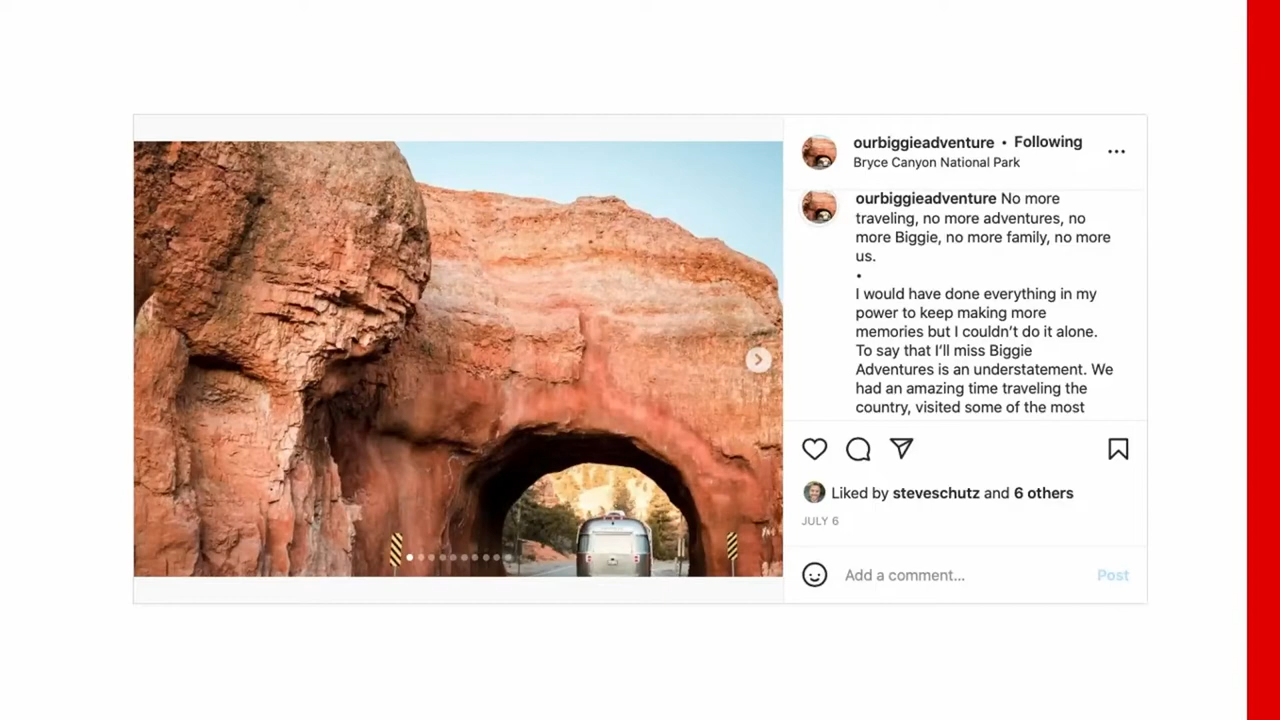 ourbiggieadventure • Following
Bryce Canyon National Park
ourbiggieadventure No more
traveling, no more adventures, no
more Biggie, no more family, no more
us.
•
I would have done everything in my
power to keep making more
memories but I couldn’t do it alone.
To say that I’ll miss Biggie
Adventures is an understatement. We
had an amazing time traveling the
country, visited some of the most
Liked by steveschutz and 6 others
JULY 6
Add a comment...
Post